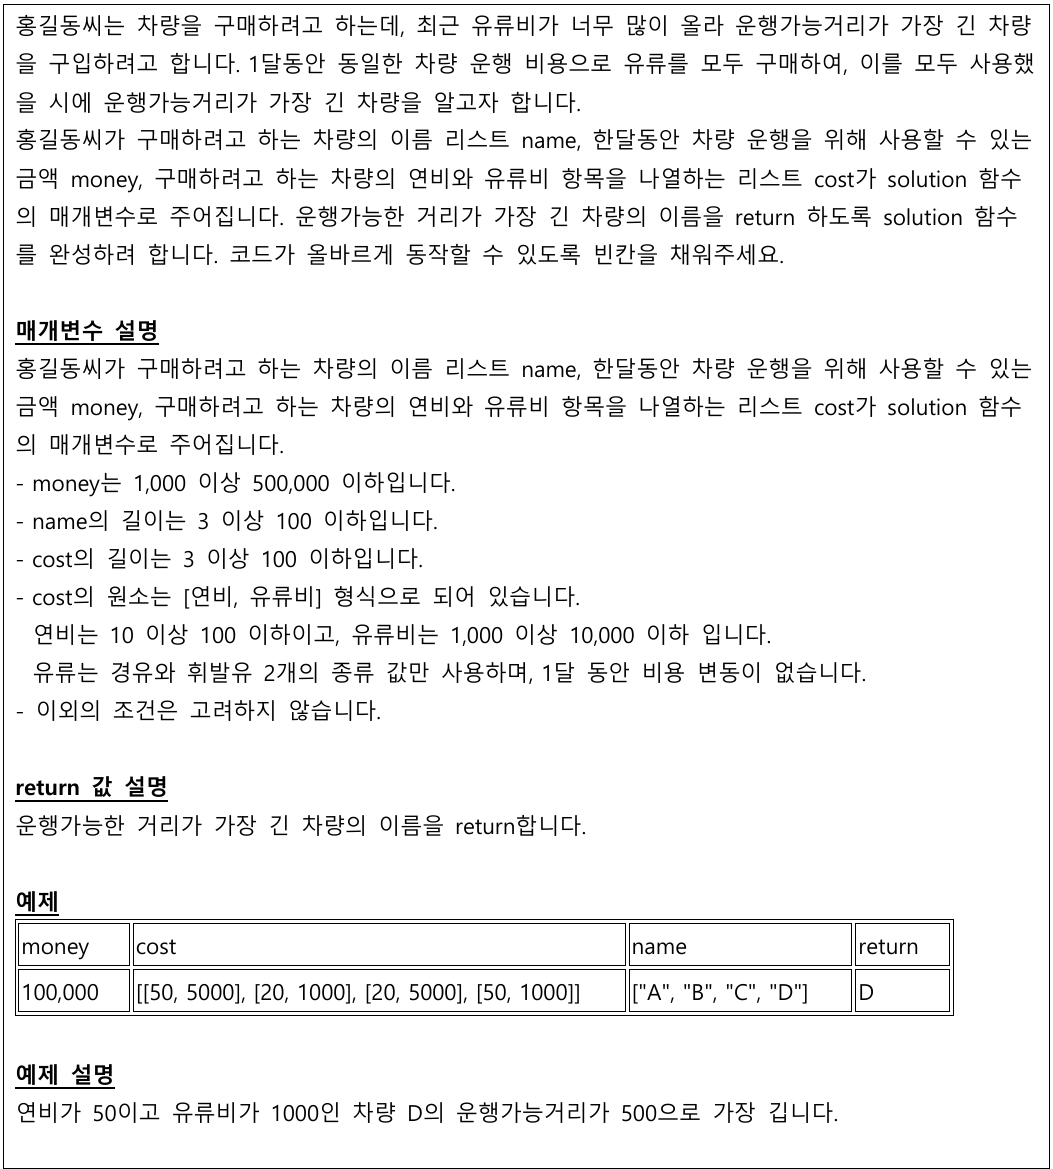 홍길동씨는 차량을 구매하려고 하는데, 최근 유류비가 너무 많이 올라 운행가능거리가 가장 긴 차량
을 구입하려고 합니다. 1달동안 동일한 차량 운행 비용으로 유류를 모두 구매하여, 이를 모두 사용했
을 시에 운행가능거리가 가장 긴 차량을 알고자 합니다.
홍길동씨가 구매하려고 하는 차량의 이름 리스트 name, 한달동안 차량 운행을 위해 사용할 수 있는
금액 money, 구매하려고 하는 차량의 연비와 유류비 항목을 나열하는 리스트 cost가 solution 함수
의 매개변수로 주어집니다. 운행가능한 거리가 가장 긴 차량의 이름을 return 하도록 solution 함수
를 완성하려 합니다. 코드가 올바르게 동작할 수 있도록 빈칸을 채워주세요.
매개변수 설명
홍길동씨가 구매하려고 하는 차량의 이름 리스트 name, 한달동안 차량 운행을 위해 사용할 수 있는
금액 money, 구매하려고 하는 차량의 연비와 유류비 항목을 나열하는 리스트 cost가 solution 함수
의 매개변수로 주어집니다.
- money는 1,000 이상 500,000 이하입니다.
- name의 길이는 3 이상 100 이하입니다.
- cost의 길이는 3 이상 100 이하입니다.
- cost의 원소는 [연비, 유류비] 형식으로 되어 있습니다.
연비는 10 이상 100 이하이고, 유류비는 1,000 이상 10,000 이하 입니다.
유류는 경유와 휘발유 2개의 종류 값만 사용하며, 1달 동안 비용 변동이 없습니다.
- 이외의 조건은 고려하지 않습니다.
return 값 설명
운행가능한 거리가 가장 긴 차량의 이름을 return합니다.
예제
money cost name return
100,000 [[50, 5000], [20, 1000], [20, 5000], [50, 1000]] ["A", "B", "C", "D"] D
예제 설명
연비가 50이고 유류비가 1000인 차량 D의 운행가능거리가 500으로 가장 깁니다.